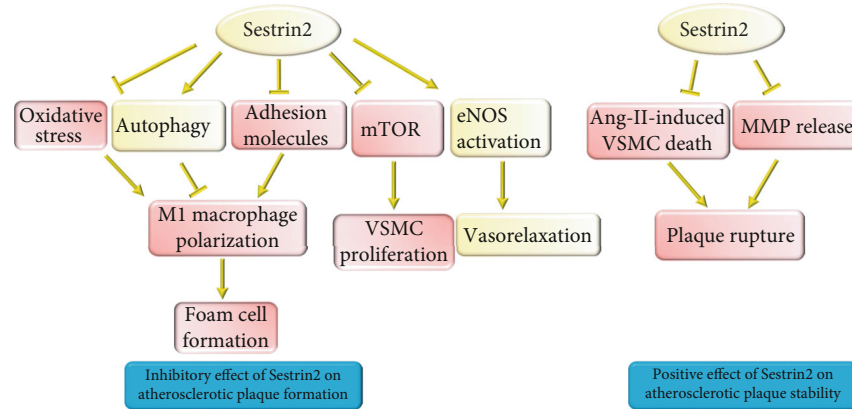 Sestrin2
Sestrin2
Oxidative
stress
Autophagy
Adhesion
molecules
mTOR
eNOS
activation
Ang-II-induced
VSMC death
MMP release
M1 macrophage
polarization
VSMC
proliferation
Vasorelaxation
Plaque rupture
Foam cell
formation
Inhibitory effect of Sestrin2 on
atherosclerotic plaque formation
Positive effect of Sestrin2 on
atherosclerotic plaque stability